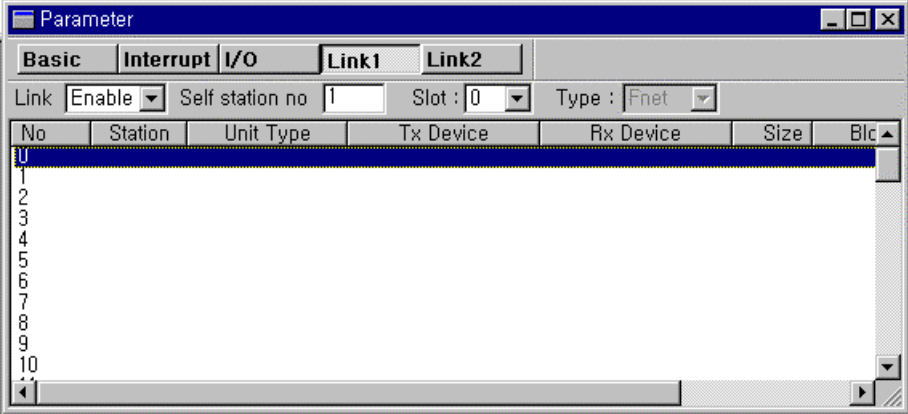 Parameter
Basic Interrupt I/O Link1 Link2
Link Enable Self station no 1 Slot : 0 Type : Fnet
No Station Unit Type Tx Device Rx Device Size Blc
0
1
2
3
4
5
6
7
8
9
10